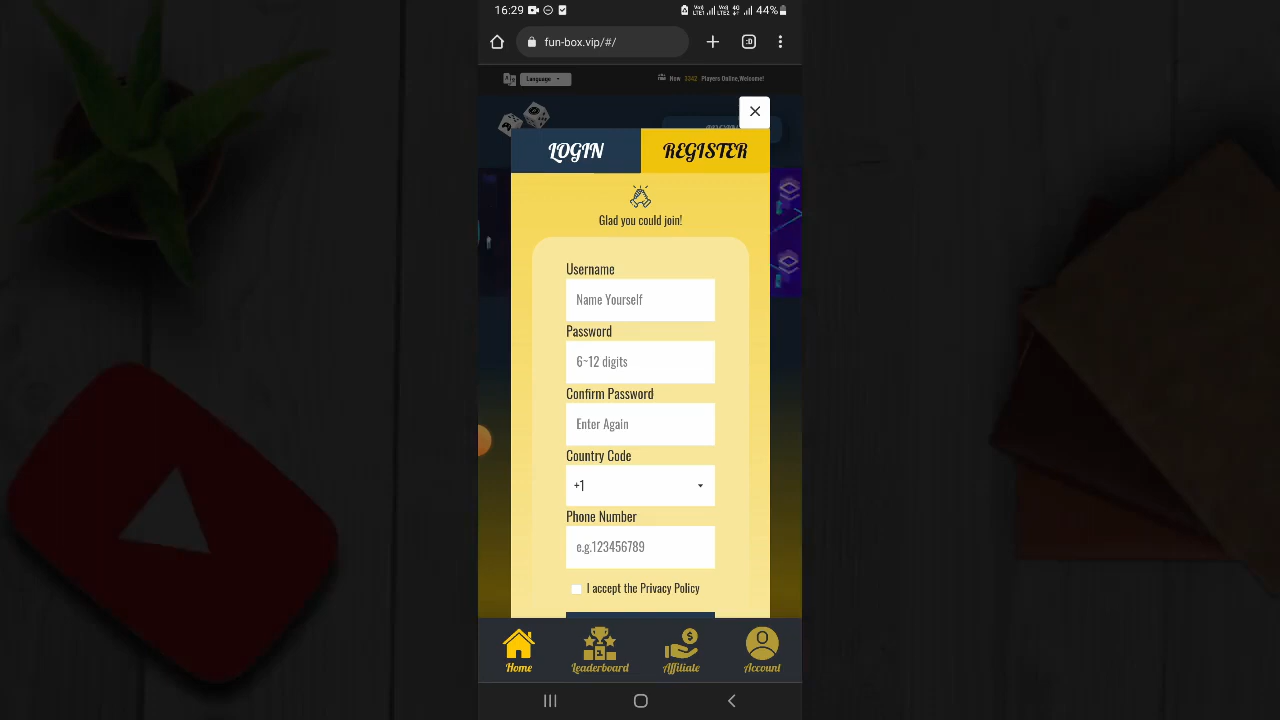 16:29
44%
fun-box.vip/#/
:D
Language
Now 3342 Players Online,Welcome!
LOGIN
REGISTER
Glad you could join!
Username
Name Yourself
Password
6~12 digits
Confirm Password
Enter Again
Country Code
+1
Phone Number
e.g.123456789
I accept the Privacy Policy
Home
Leaderboard
Affiliate
Account